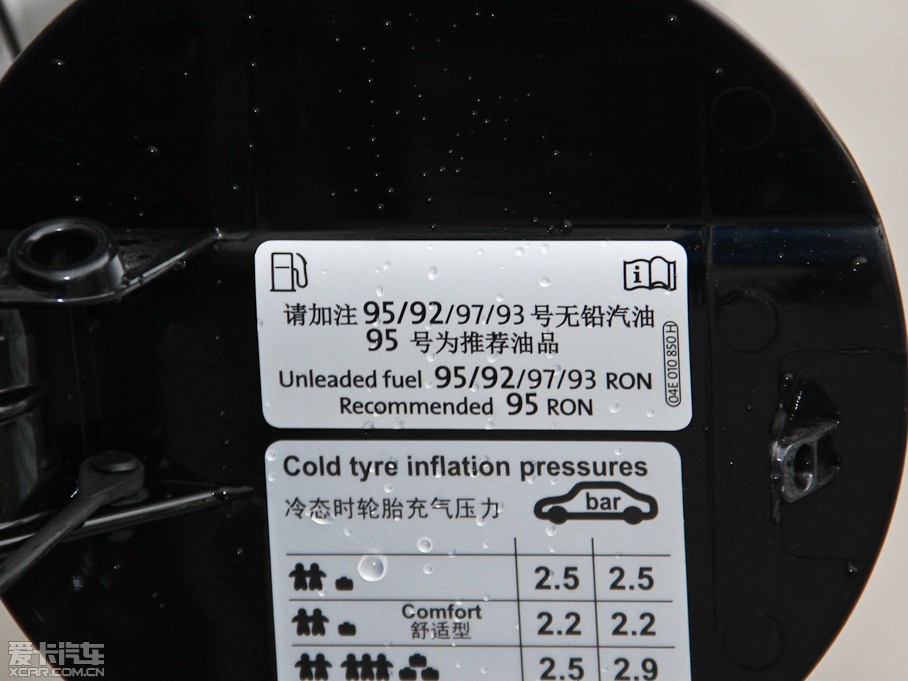 请加注 95/92/97/93 号无铅汽油
95 号为推荐油品
Unleaded fuel 95/92/97/93 RON
Recommended 95 RON
04E 010 850 H
Cold tyre inflation pressures
冷态时轮胎充气压力
bar
2.5 2.5
Comfort
舒适型
2.2 2.2
2.5 2.9
爱卡汽车
XCAR.COM.CN